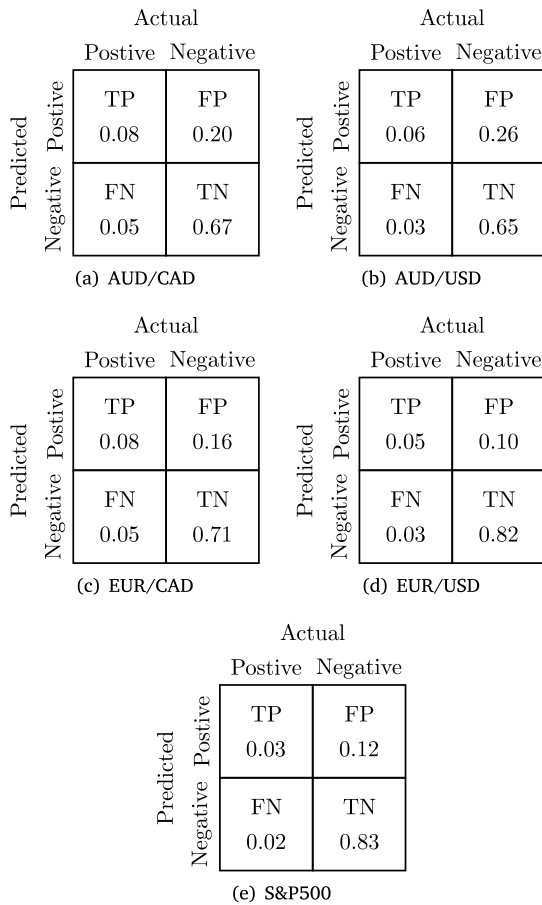 Actual Actual
Postive Negative Postive Negative
Predicted Postive TP FP Predicted Postive TP FP
0.08 0.20 0.06 0.26
Negative FN TN Negative FN TN
0.05 0.67 0.03 0.65
(a) AUD/CAD (b) AUD/USD
Actual Actual
Postive Negative Postive Negative
Predicted Postive TP FP Predicted Postive TP FP
0.08 0.16 0.05 0.10
Negative FN TN Negative FN TN
0.05 0.71 0.03 0.82
(c) EUR/CAD (d) EUR/USD
Actual
Postive Negative
Predicted Postive TP FP
0.03 0.12
Negative FN TN
0.02 0.83
(e) S&P500